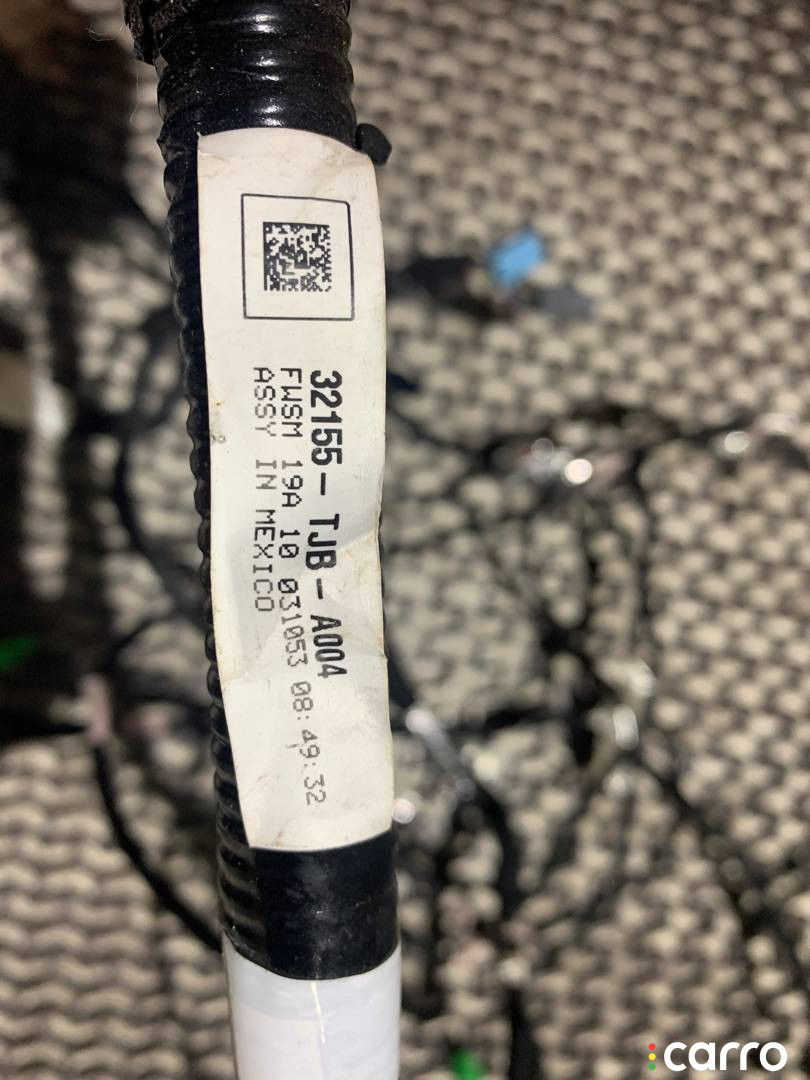 32155-TJB-A004
FWSM 19A 10 031053 08:49:32
ASSY IN MEXICO
carro